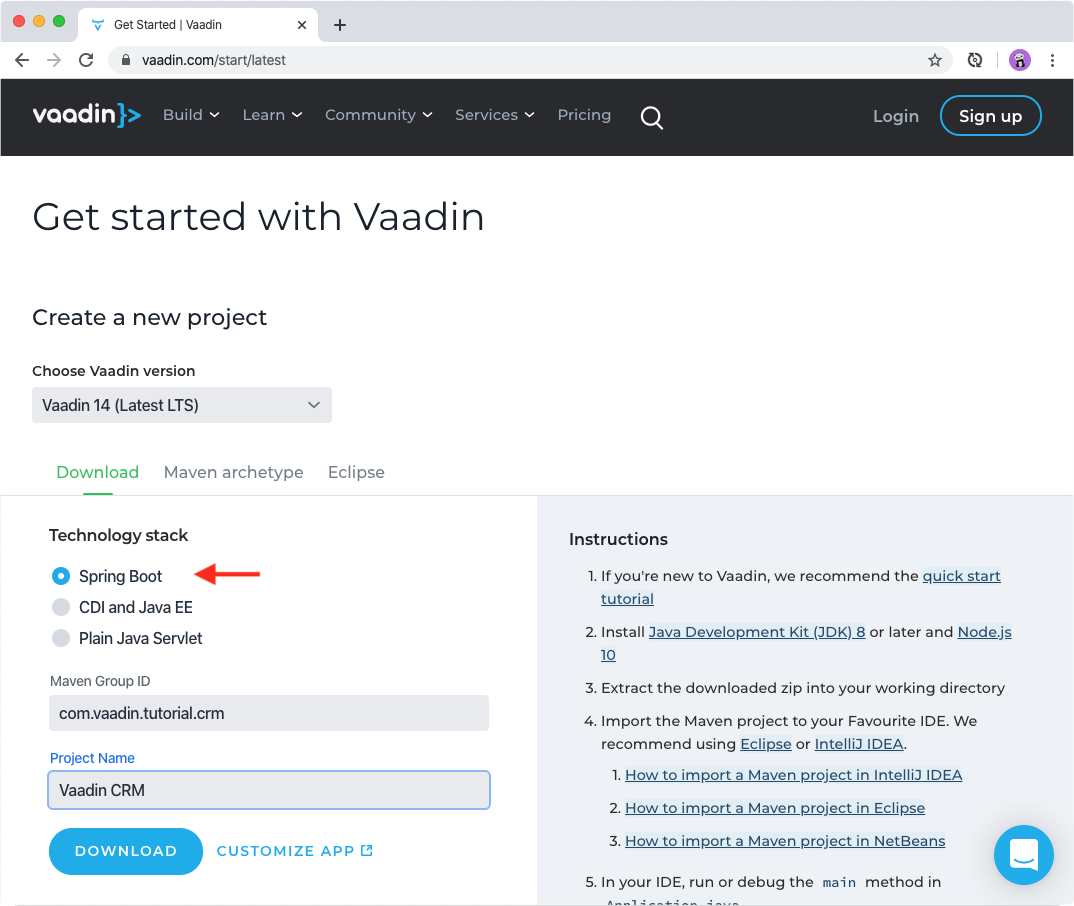 Get Started | Vaadin
vaadin.com/start/latest
vaadin}>
Build
Learn
Community
Services
Pricing
Login
Sign up
Get started with Vaadin
Create a new project
Choose Vaadin version
Vaadin 14 (Latest LTS)
Download
Maven archetype
Eclipse
Technology stack
Spring Boot
CDI and Java EE
Plain Java Servlet
Maven Group ID
com.vaadin.tutorial.crm
Project Name
Vaadin CRM
DOWNLOAD
CUSTOMIZE APP
Instructions
1. If you're new to Vaadin, we recommend the quick start
tutorial
2. Install Java Development Kit (JDK) 8 or later and Node.js
10
3. Extract the downloaded zip into your working directory
4. Import the Maven project to your Favourite IDE. We
recommend using Eclipse or IntelliJ IDEA.
1. How to import a Maven project in IntelliJ IDEA
2. How to import a Maven project in Eclipse
3. How to import a Maven project in NetBeans
5. In your IDE, run or debug the main method in
Application.java